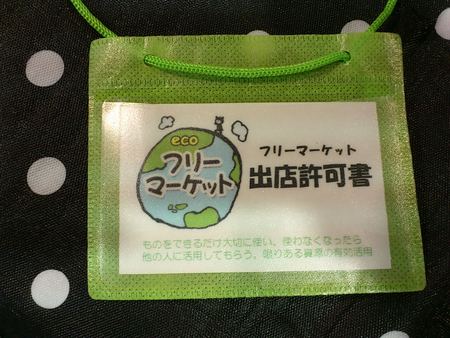 eco
フリー
マーケット
フリーマーケット
出店許可書
ものをできるだけ大切に使い、使わなくなったら
他の人に活用してもらう、限りある資源の有効活用